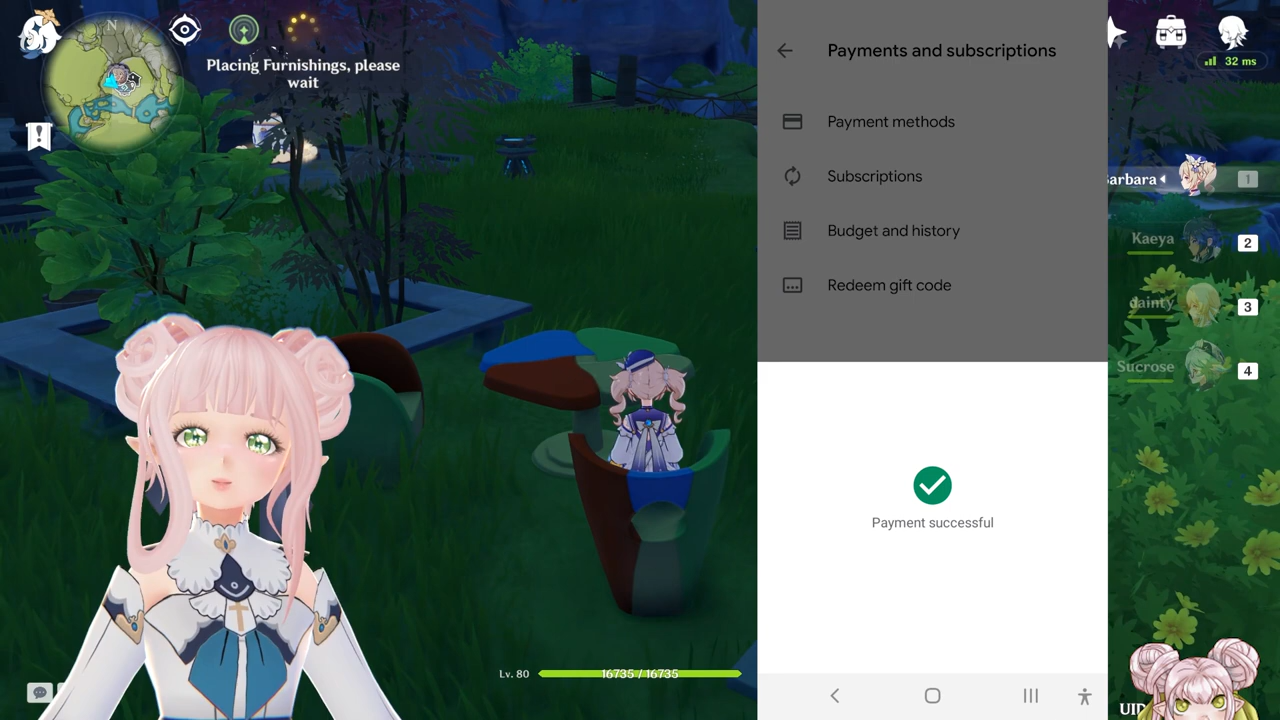 N
Placing Furnishings, please
wait
Payments and subscriptions
Payment methods
Subscriptions
Budget and history
Redeem gift code
Payment successful
32 ms
arbara
1
Kaeya
2
dainty
3
Sucrose
4
Lv. 80
16735 / 16735
UID